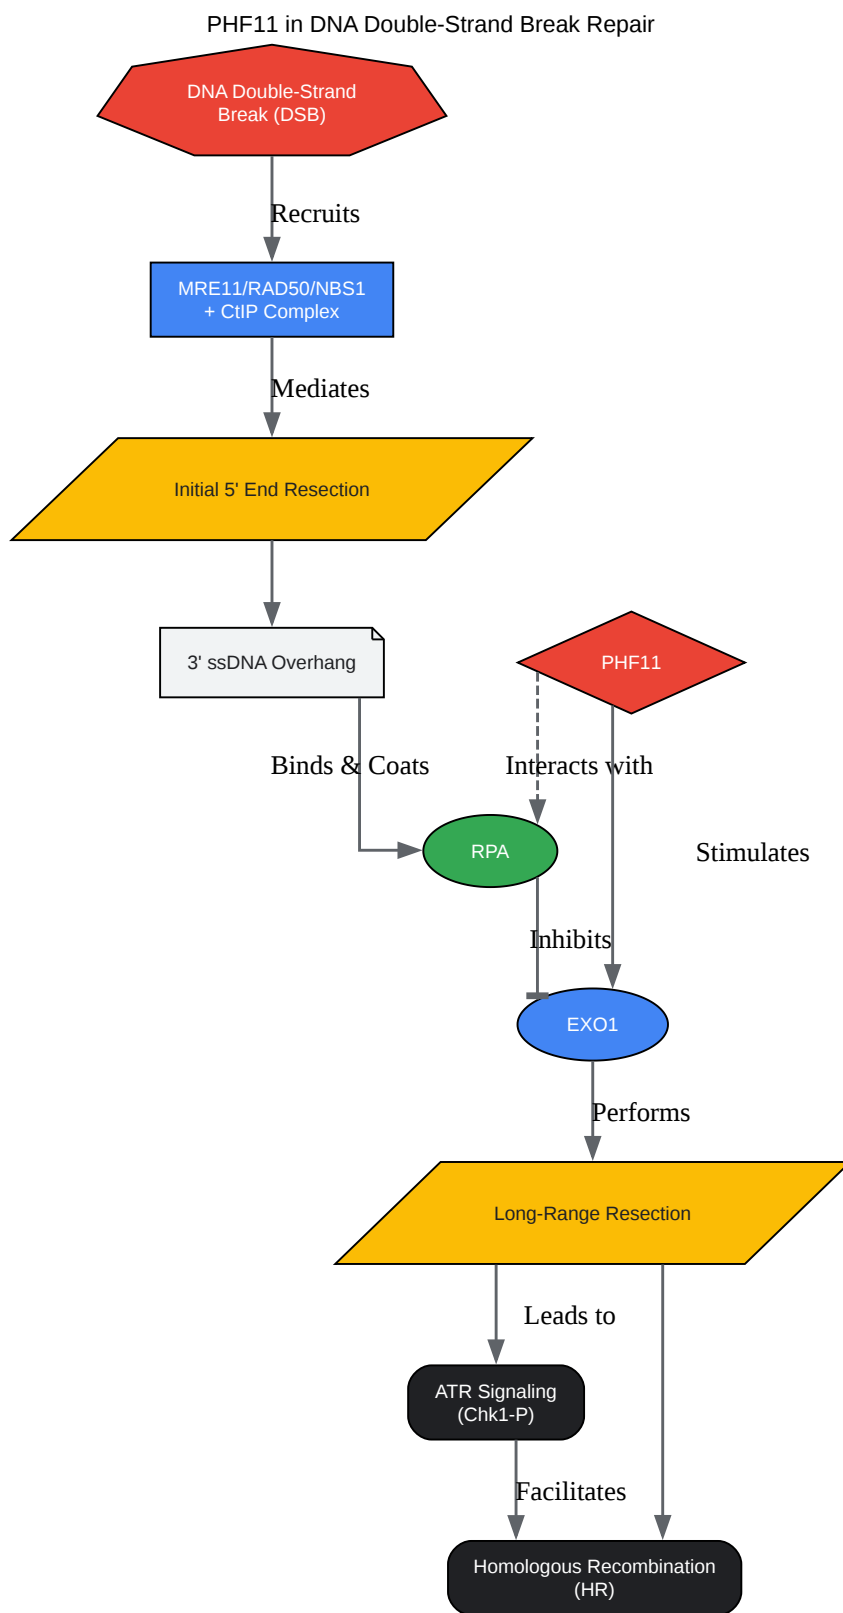 PHF11 in DNA Double-Strand Break Repair
DNA Double-Strand
Break (DSB)
Recruits
MRE11/RAD50/NBS1
+ CtIP Complex
Mediates
Initial 5' End Resection
3' ssDNA Overhang
PHF11
Binds & Coats
Interacts with
RPA
Stimulates
Inhibits
EXO1
Performs
Long-Range Resection
Leads to
ATR Signaling
(Chk1-P)
Facilitates
Homologous Recombination
(HR)